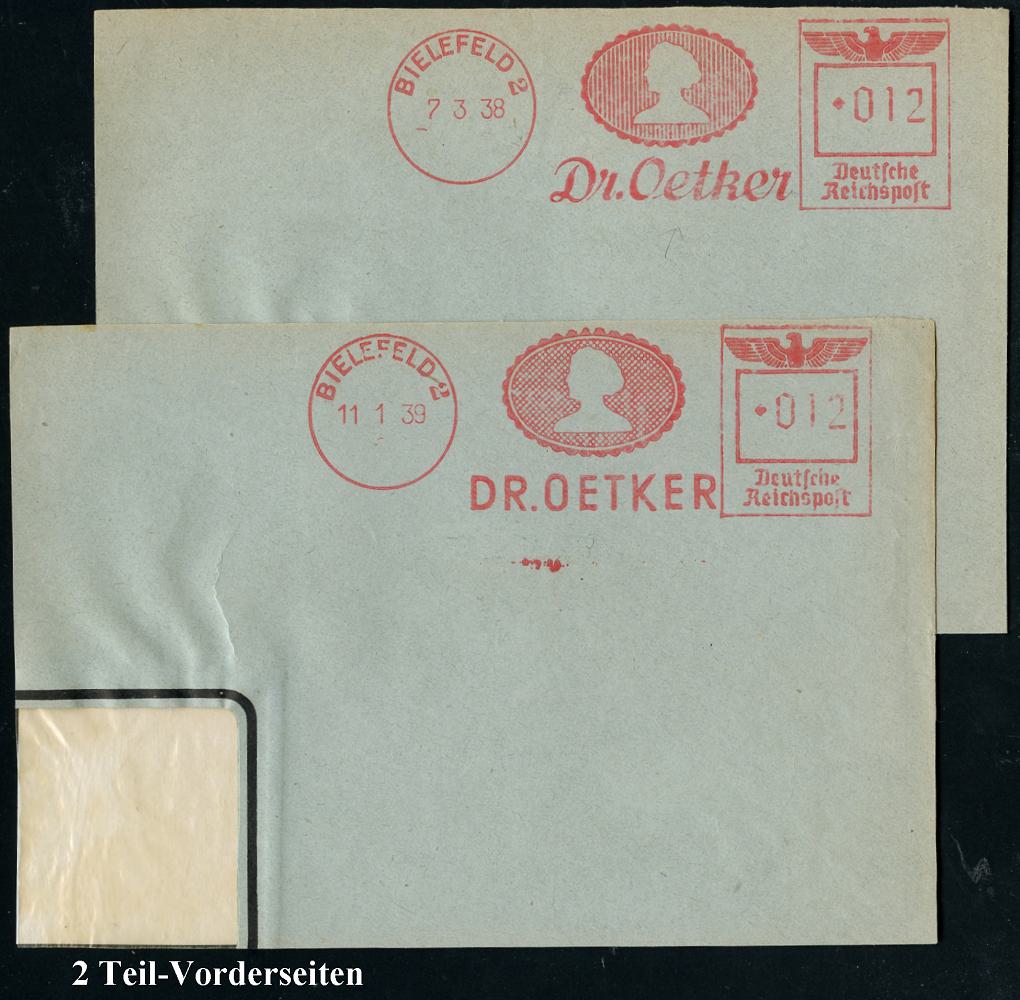 BIELEFELD 2
7 3 38
Dr. Oetker
012
Deutsche
Reichspost
BIELEFELD-2
11 1 39
DR. OETKER
012
Deutsche
Reichspost
2 Teil-Vorderseiten